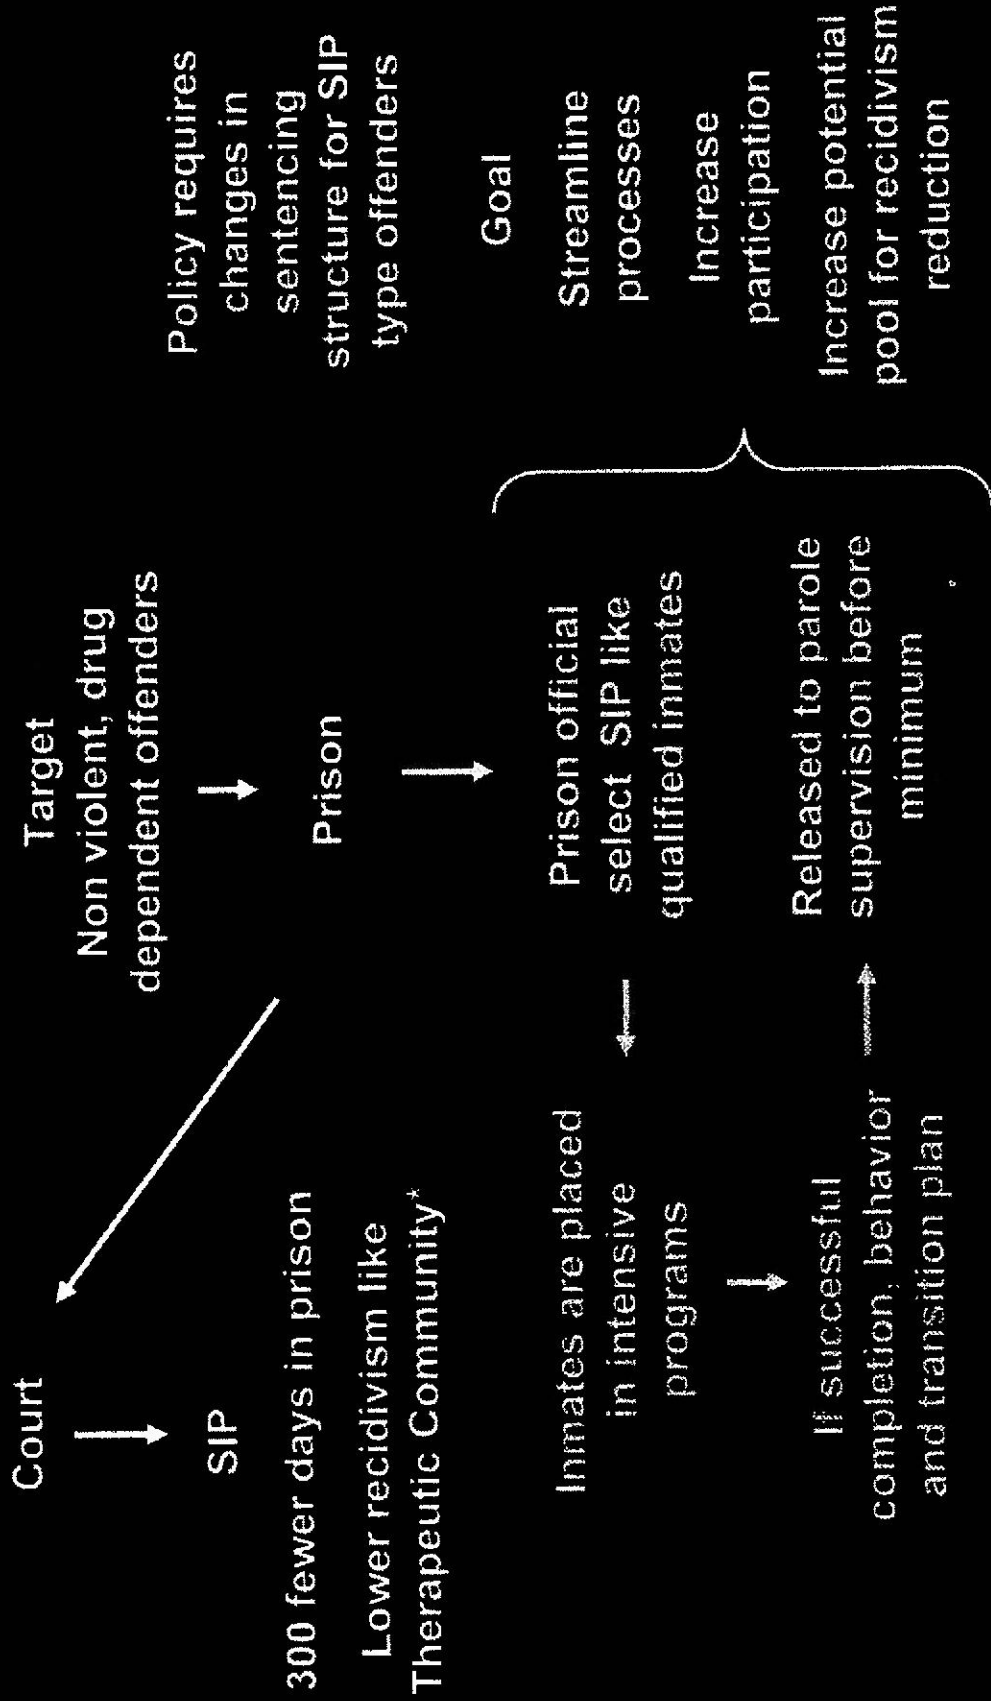 Court
SIP
300 fewer days in prison
Lower recidivism like
Therapeutic Community*
Target
Non violent, drug
dependent offenders
Prison
Policy requires
changes in
sentencing
structure for SIP
type offenders
Inmates are placed
in intensive
programs
Prison official
select SIP like
qualified inmates
If successful
completion, behavior
and transition plan
Released to parole
supervision before
minimum
Goal
Streamline
processes
Increase
participation
Increase potential
pool for recidivism
reduction